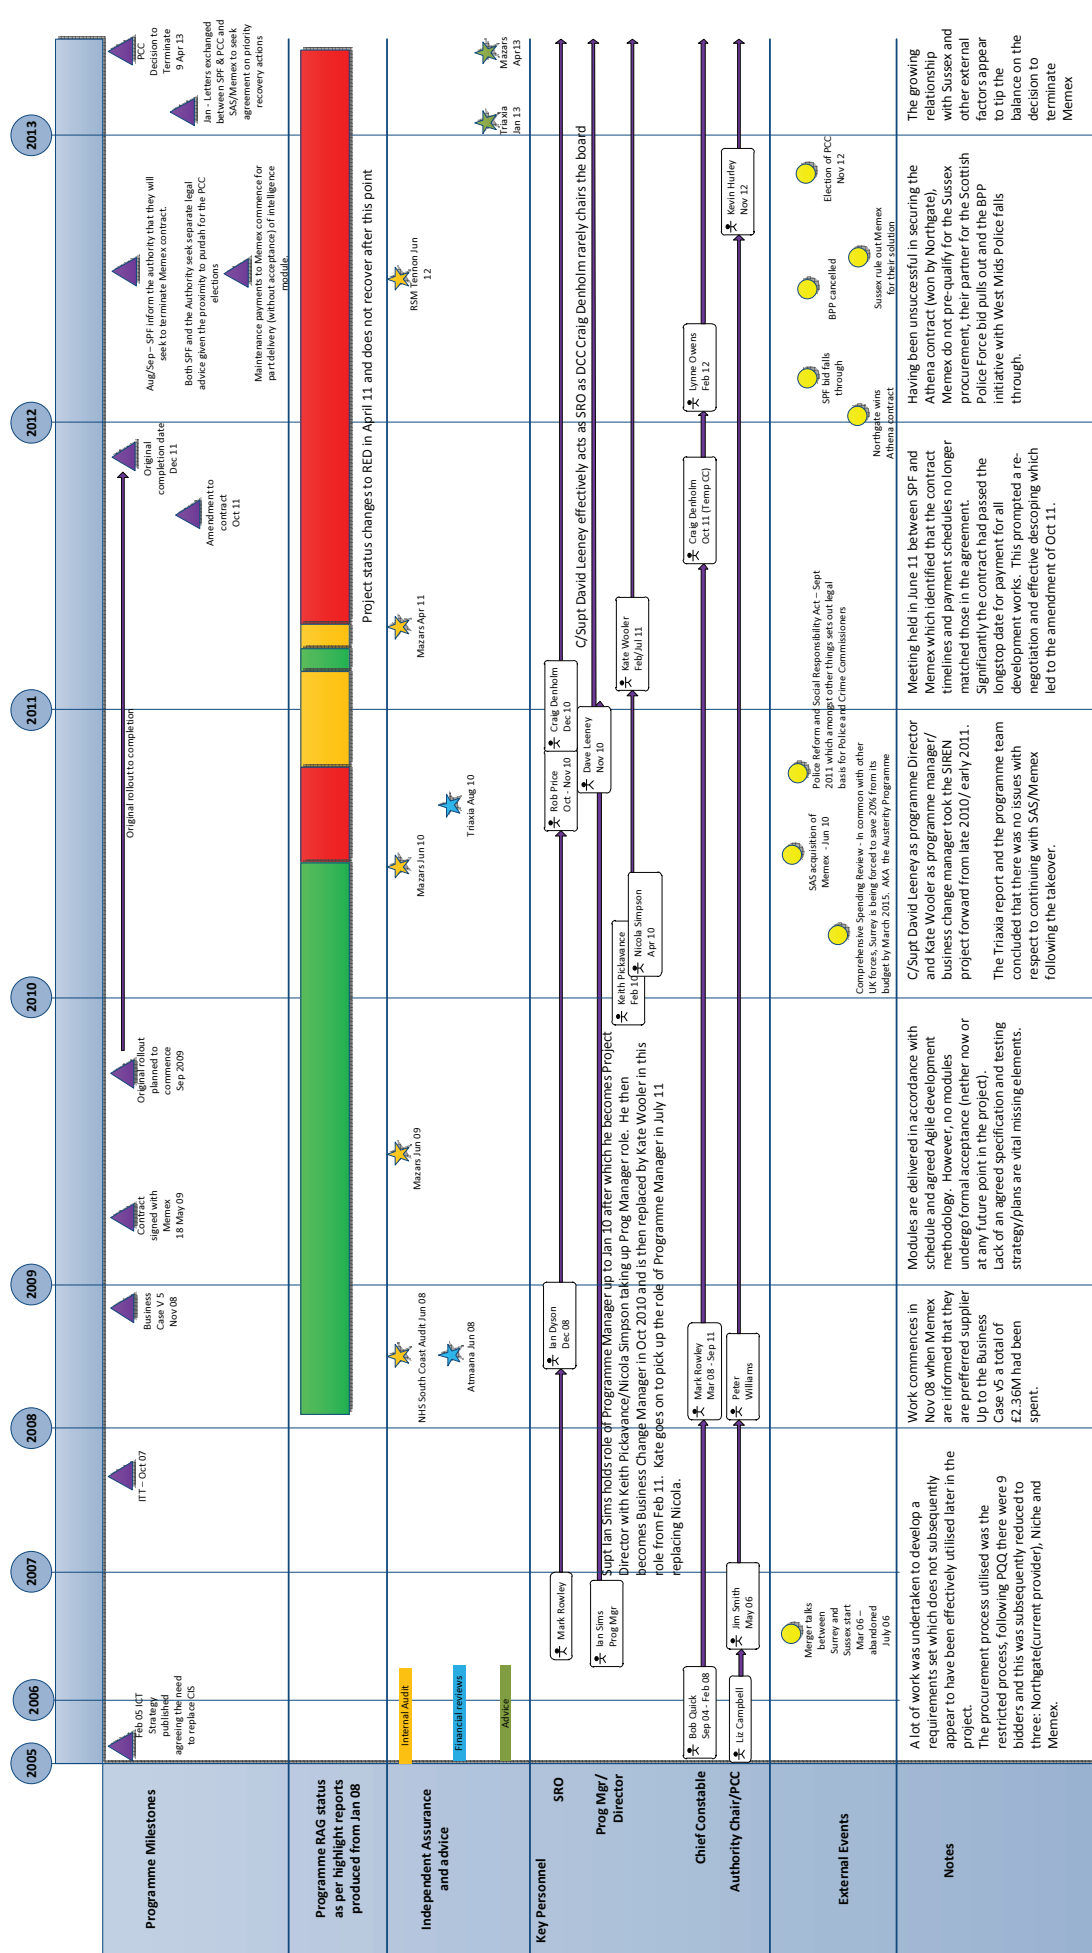 2005
2006
2007
2008
2009
2010
2011
2012
2013
Programme Milestones
Feb 05 ICT
Strategy
published
agreeing the need
to replace CIS
ITT – Oct 07
Business
Case V 5
Nov 08
Contract
signed with
Memex
18 May 09
Original rollout
planned to
commence
Sep 2009
Original rollout to completion
Original
completion date
Dec 11
Amendment to
contract
Oct 11
Aug/Sep – SPF inform the authority that they will
seek to terminate Memex contract.
Both SPF and the Authority seek separate legal
advice given the proximity to purdah for the PCC
elections
Maintenance payments to Memex commence for
part delivery (without acceptance) of intelligence
module.
PCC
Decision to
Terminate
9 Apr 13
Jan - Letters exchanged
between SPF & PCC and
SAS/Memex to seek
agreement on priority
recovery actions
Programme RAG status
as per highlight reports
produced from Jan 08
Project status changes to RED in April 11 and does not recover after this point
Independent Assurance
and advice
Internal Audit
Financial reviews
Advice
NHS South Coast Audit Jun 08
Atmaana Jun 08
Mazars Jun 09
Mazars Jun 10
Triaxia Aug 10
Mazars Apr 11
RSM Tennon Jun
12
Triaxia
Jan 13
Mazars
Apr13
Key Personnel
SRO
Mark Rowley
Ian Dyson
Dec 08
Rob Price
Oct - Nov 10
Craig Denholm
Dec 10
C/Supt David Leeney effectively acts as SRO as DCC Craig Denholm rarely chairs the board
Prog Mgr/
Director
Ian Sims
Prog Mgr
Dave Leeney
Nov 10
Supt Ian Sims holds role of Programme Manager up to Jan 10 after which he becomes Project
Director with Keith Pickavance/Nicola Simpson taking up Prog Manager role. He then
becomes Business Change Manager in Oct 2010 and is then replaced by Kate Wooler in this
role from Feb 11. Kate goes on to pick up the role of Programme Manager in July 11
replacing Nicola.
Keith Pickavance
Feb 10
Nicola Simpson
Apr 10
Kate Wooler
Feb/Jul 11
Chief Constable
Bob Quick
Sep 04 - Feb 08
Mark Rowley
Mar 08 - Sep 11
Craig Denholm
Oct 11 (Temp CC)
Lynne Owens
Feb 12
Authority Chair/PCC
Liz Campbell
Jim Smith
May 06
Peter
Williams
Kevin Hurley
Nov 12
External Events
Merger talks
between
Surrey and
Sussex start
Mar 06 –
abandoned
July 06
Comprehensive Spending Review - In common with other
UK forces, Surrey is being forced to save 20% from its
budget by March 2015. AKA the Austerity Programme
SAS acquisition of
Memex - Jun 10
Police Reform and Social Responsibility Act – Sept
2011 which amongst other things sets out legal
basis for Police and Crime Commissioners
Northgate wins
Athena contract
SPF bid falls
through
BPP cancelled
Sussex rule out Memex
for their solution
Election of PCC
Nov 12
Notes
A lot of work was undertaken to develop a
requirements set which does not subsequently
appear to have been effectively utilised later in the
project.
The procurement process utilised was the
restricted process, following PQQ there were 9
bidders and this was subsequently reduced to
three: Northgate(current provider), Niche and
Memex.
Work commences in
Nov 08 when Memex
are informed that they
are prefferred supplier
Up to the Business
Case v5 a total of
£2.36M had been
spent.
Modules are delivered in accordance with
schedule and agreed Agile development
methodology. However, no modules
undergo formal acceptance (nether now or
at any future point in the project).
Lack of an agreed specification and testing
strategy/plans are vital missing elements.
C/Supt David Leeney as programme Director
and Kate Wooler as programme manager/
business change manager took the SIREN
project forward from late 2010/ early 2011.
The Triaxia report and the programme team
concluded that there was no issues with
respect to continuing with SAS/Memex
following the takeover.
Meeting held in June 11 between SPF and
Memex which identified that the contract
timelines and payment schedules no longer
matched those in the agreement.
Significantly the contract had passed the
longstop date for payment for all
development works. This prompted a re-
negotiation and effective descoping which
led to the amendment of Oct 11.
Having been unsuccessful in securing the
Athena contract (won by Northgate),
Memex do not pre-qualify for the Sussex
procurement, their partner for the Scottish
Police Force bid pulls out and the BPP
initiative with West Mids Police falls
through.
The growing
relationship
with Sussex and
other external
factors appear
to tip the
balance on the
decision to
terminate
Memex